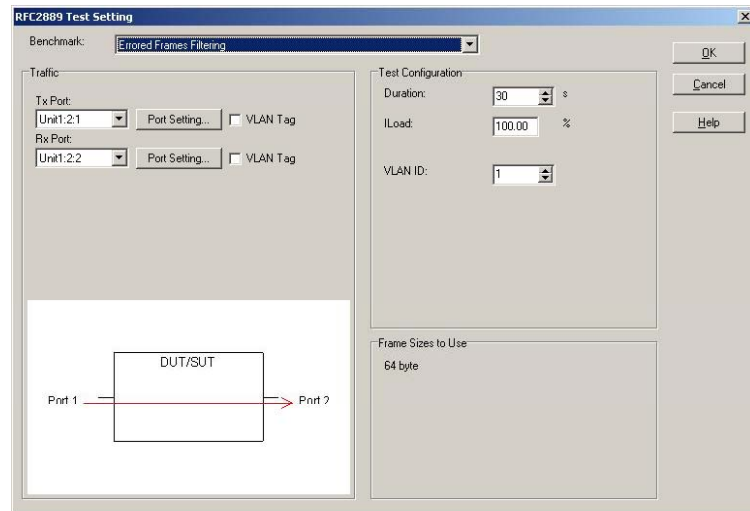 RFC2889 Test Setting
Benchmark: Errored Frames Filtering
OK
Cancel
Help
Traffic
Tx Port:
Unit1:2:1 Port Setting... VLAN Tag
Rx Port:
Unit1:2:2 Port Setting... VLAN Tag
DUT/SUT
Port 1
Port 2
Test Configuration
Duration: 30 s
ILoad: 100.00 %
VLAN ID: 1
Frame Sizes to Use
64 byte